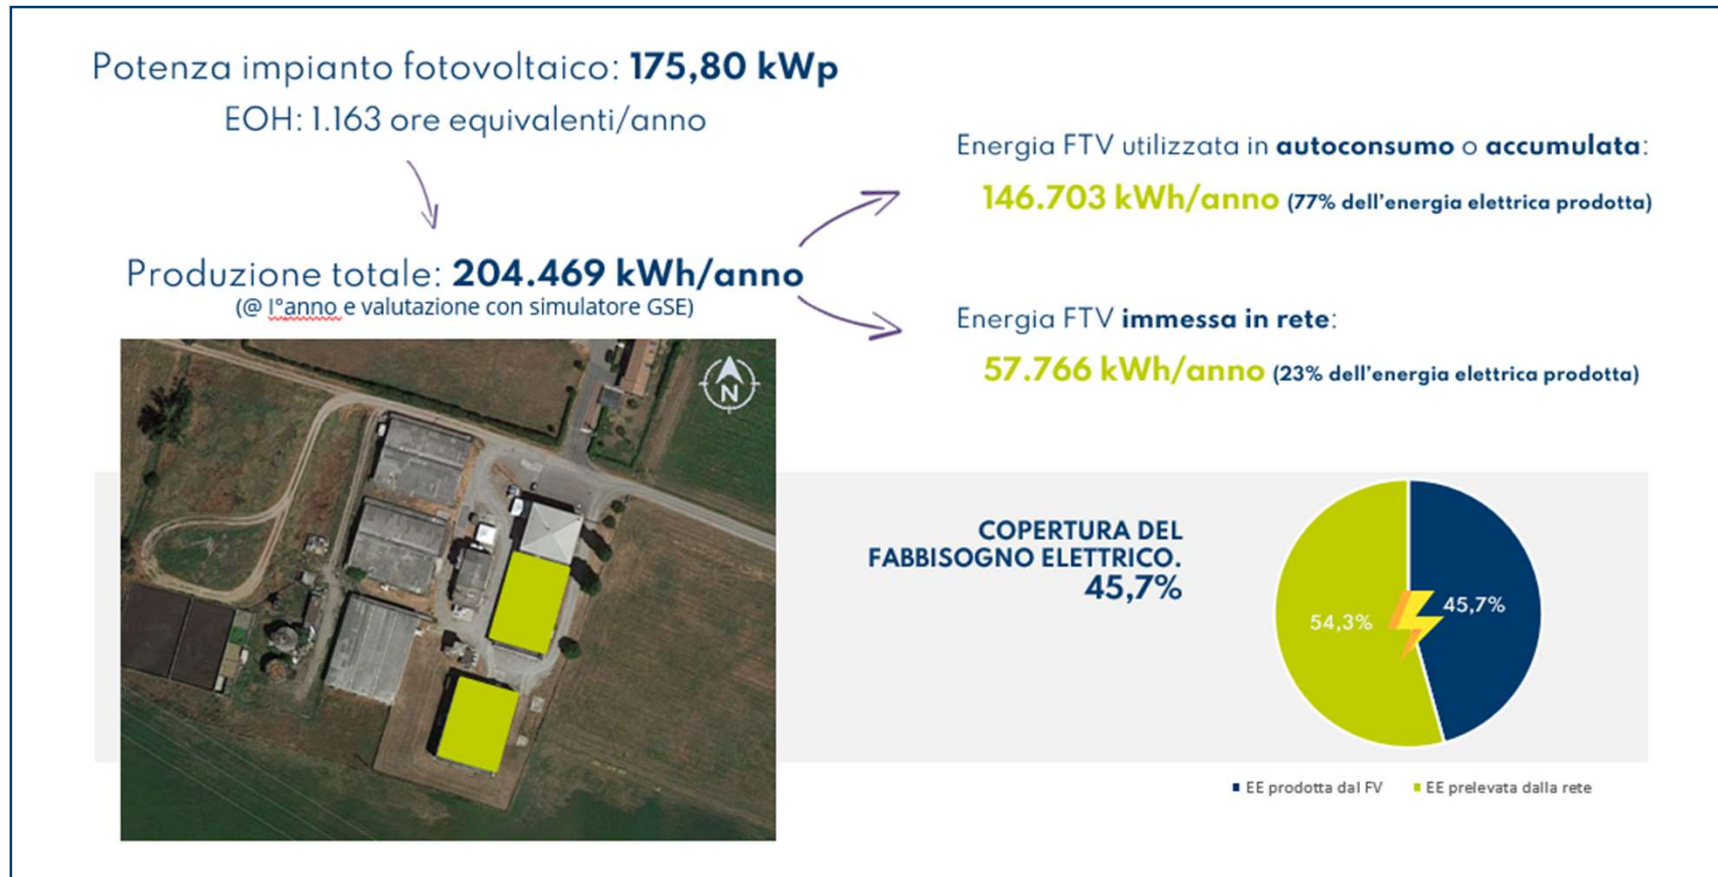 Potenza impianto fotovoltaico: 175,80 kWp
EOH: 1.163 ore equivalenti/anno
Produzione totale: 204.469 kWh/anno
(@ I°anno e valutazione con simulatore GSE)
Energia FTV utilizzata in autoconsumo o accumulata:
146.703 kWh/anno (77% dell'energia elettrica prodotta)
Energia FTV immessa in rete:
57.766 kWh/anno (23% dell'energia elettrica prodotta)
N
COPERTURA DEL
FABBISOGNO ELETTRICO.
45,7%
54,3%
45,7%
EE prodotta dal FV
EE prelevata dalla rete